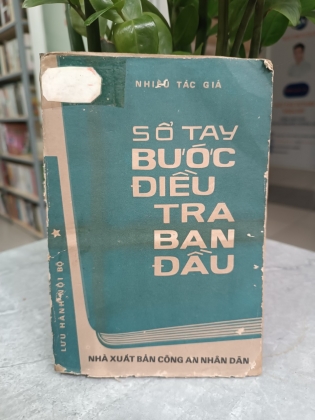 NHIỀU TÁC GIẢ
SỔ TAY
BƯỚC
ĐIỀU
TRA
BAN
ĐẦU
LƯU HÀNH NỘI BỘ
NHÀ XUẤT BẢN CÔNG AN NHÂN DÂN